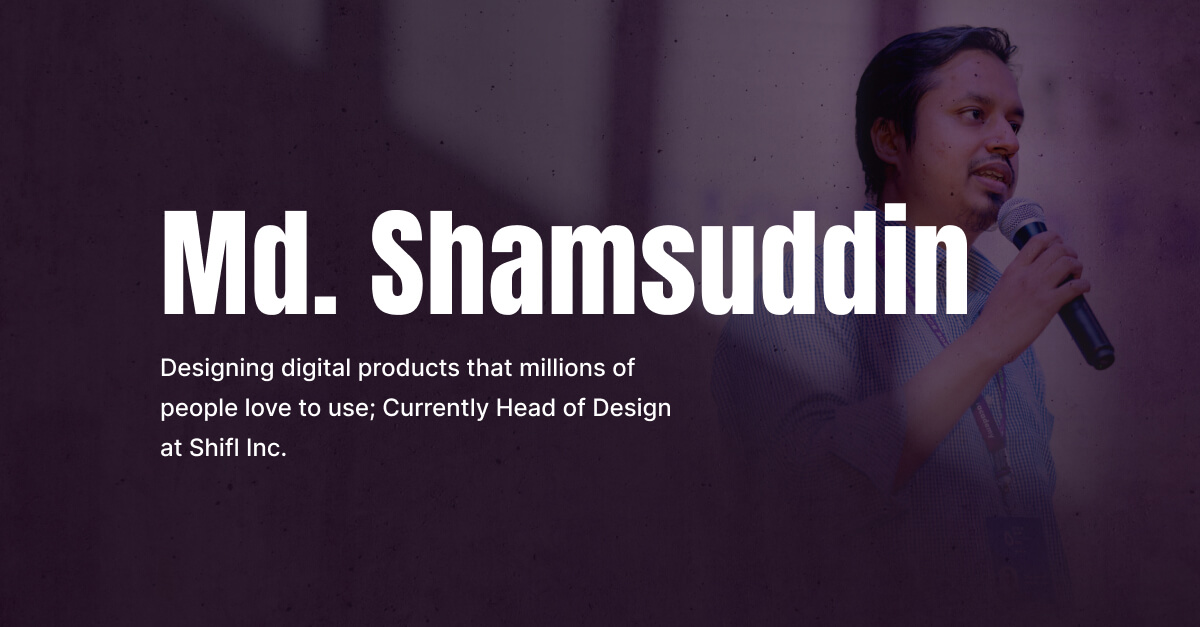 Md. Shamsuddin
Designing digital products that millions of
people love to use; Currently Head of Design
at Shifl Inc.